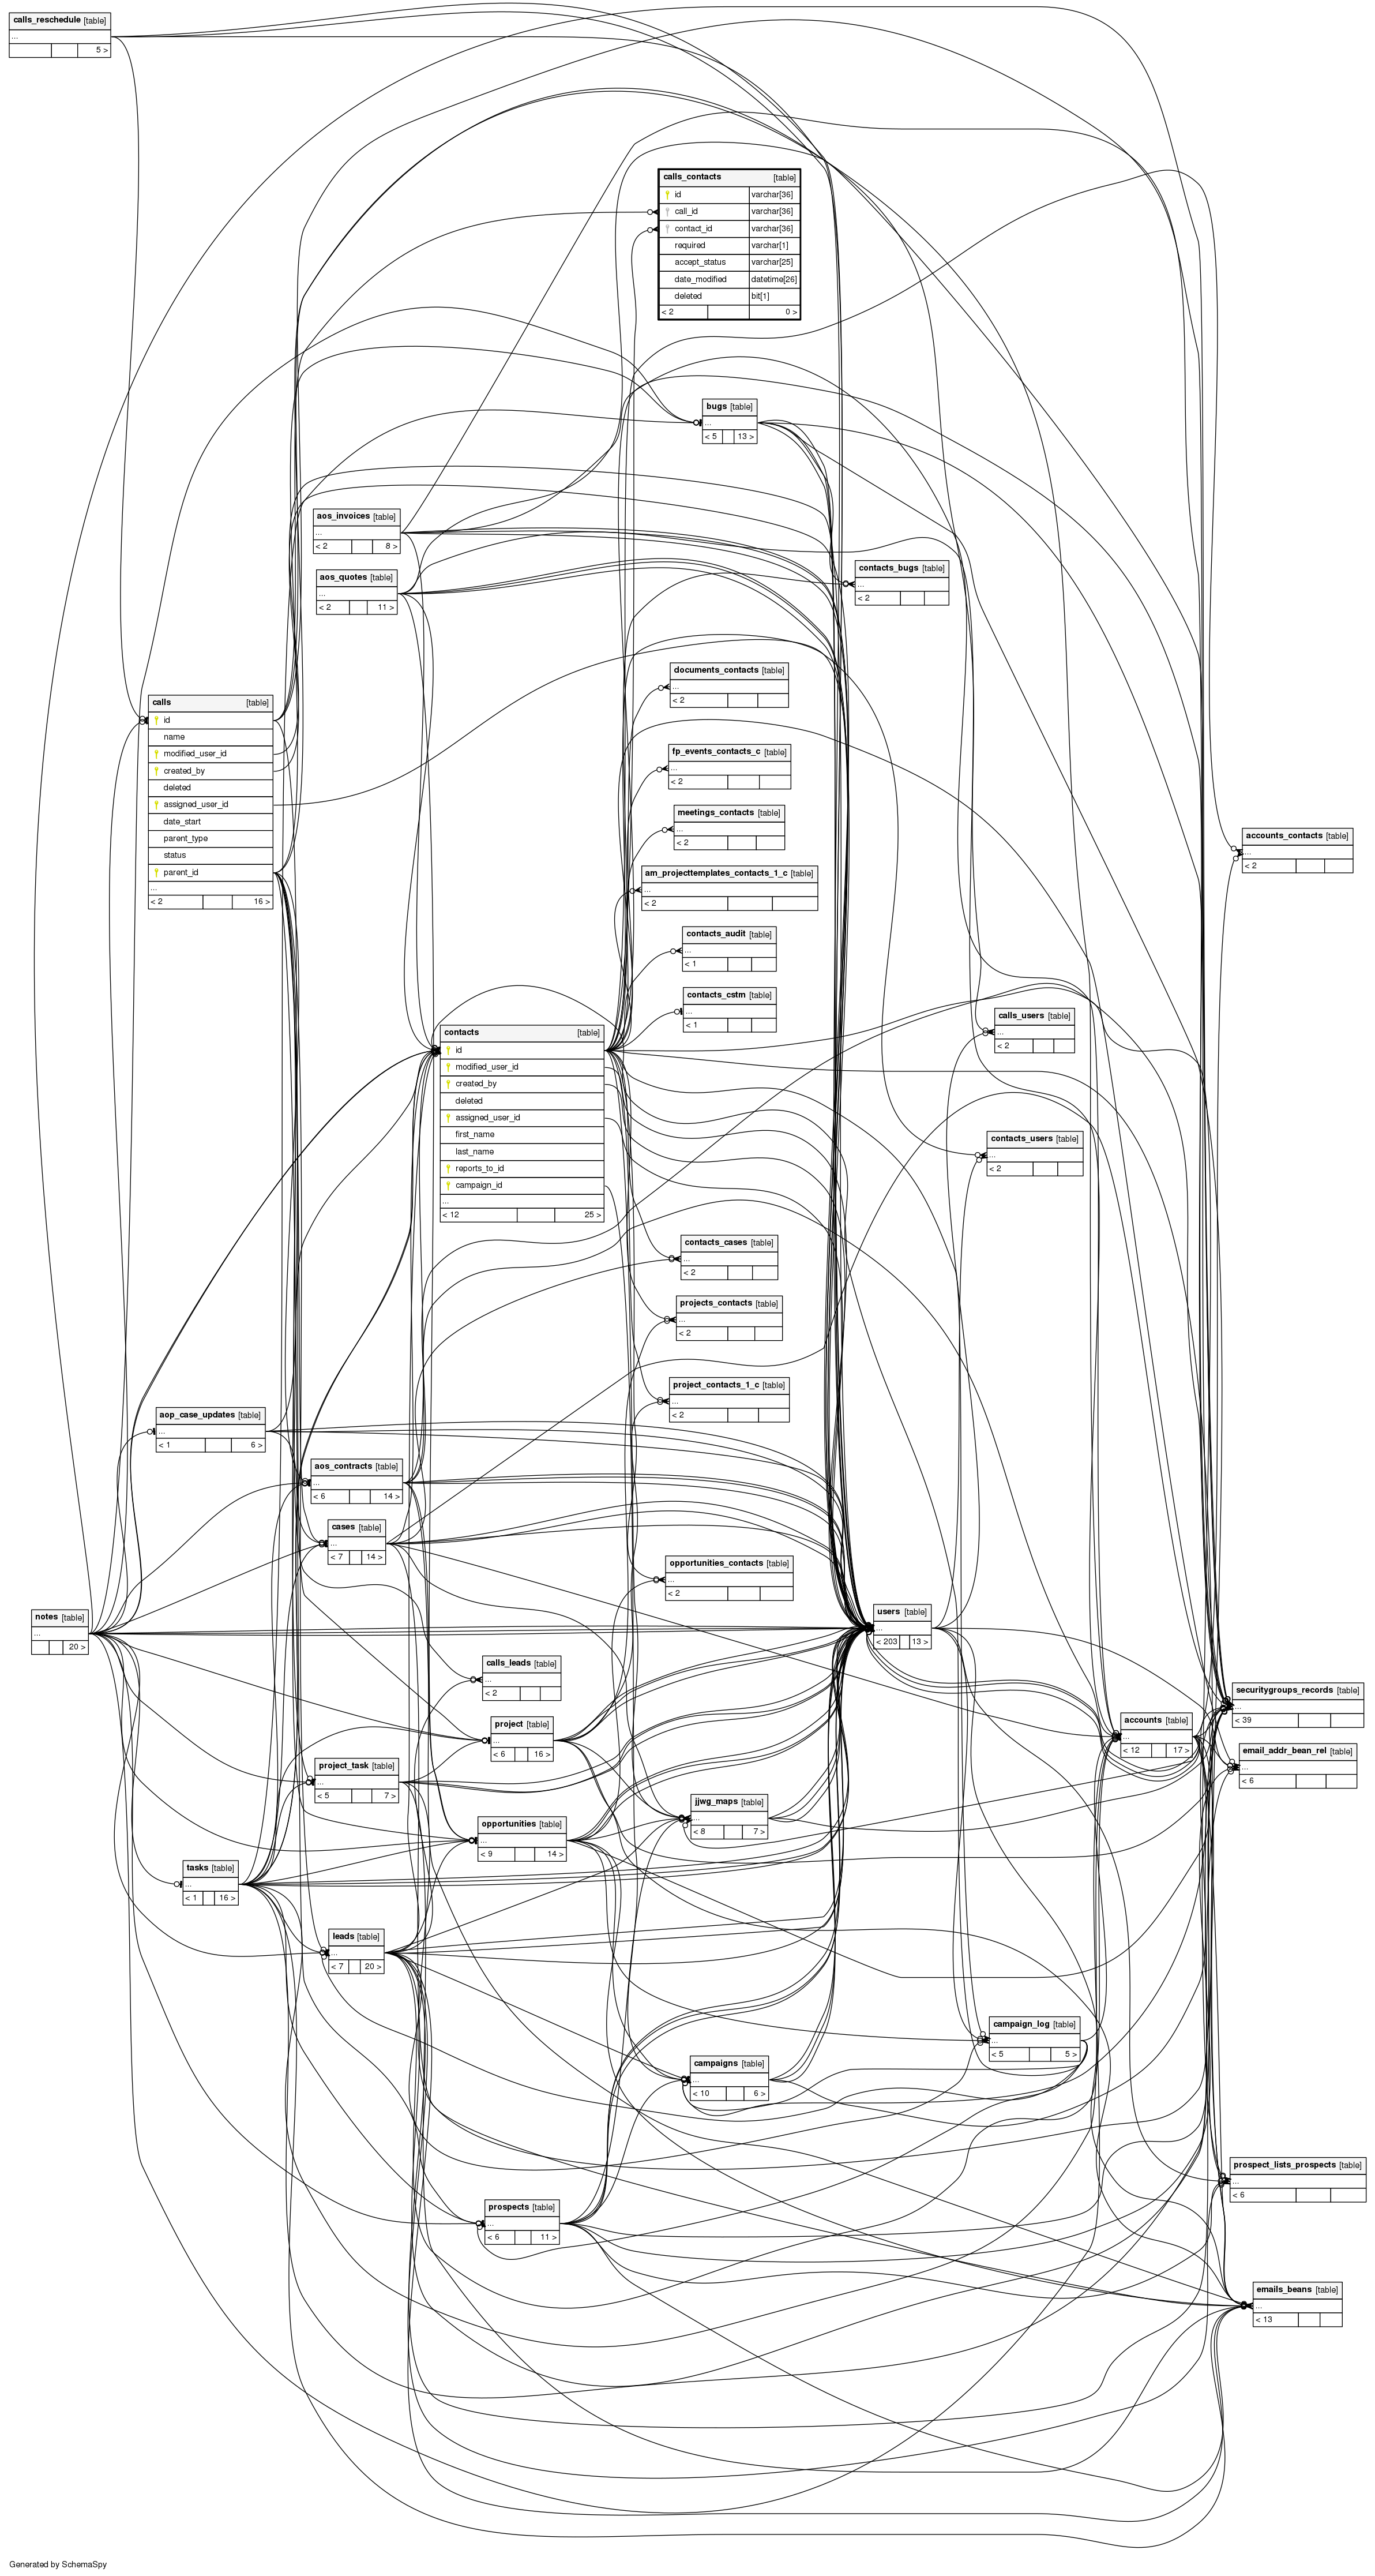 calls_reschedule [table]
...
5 >
calls_contacts [table]
id varchar[36]
call_id varchar[36]
contact_id varchar[36]
required varchar[1]
accept_status varchar[25]
date_modified datetime[26]
deleted bit[1]
< 2 0 >
bugs [table]
...
< 5 13 >
aos_invoices [table]
...
< 2 8 >
aos_quotes [table]
...
< 2 11 >
contacts_bugs [table]
...
< 2
documents_contacts [table]
...
< 2
calls [table]
id
name
modified_user_id
created_by
deleted
assigned_user_id
date_start
parent_type
status
parent_id
...
< 2 16 >
fp_events_contacts_c [table]
...
< 2
meetings_contacts [table]
...
< 2
accounts_contacts [table]
...
< 2
am_projecttemplates_contacts_1_c [table]
...
< 2
contacts_audit [table]
...
< 1
contacts_cstm [table]
...
< 1
calls_users [table]
...
< 2
contacts [table]
id
modified_user_id
created_by
deleted
assigned_user_id
first_name
last_name
reports_to_id
campaign_id
...
< 12 25 >
contacts_users [table]
...
< 2
contacts_cases [table]
...
< 2
projects_contacts [table]
...
< 2
project_contacts_1_c [table]
...
< 2
aop_case_updates [table]
...
< 1 6 >
aos_contracts [table]
...
< 6 14 >
cases [table]
...
< 7 14 >
opportunities_contacts [table]
...
< 2
notes [table]
...
20 >
users [table]
...
< 203 13 >
calls_leads [table]
...
< 2
securitygroups_records [table]
...
< 39
accounts [table]
...
< 12 17 >
project [table]
...
< 6 16 >
email_addr_bean_rel [table]
...
< 6
project_task [table]
...
< 5 7 >
jjwg_maps [table]
...
< 8 7 >
opportunities [table]
...
< 9 14 >
tasks [table]
...
< 1 16 >
leads [table]
...
< 7 20 >
campaign_log [table]
...
< 5 5 >
campaigns [table]
...
< 10 6 >
prospect_lists_prospects [table]
...
< 6
prospects [table]
...
< 6 11 >
emails_beans [table]
...
< 13
Generated by SchemaSpy